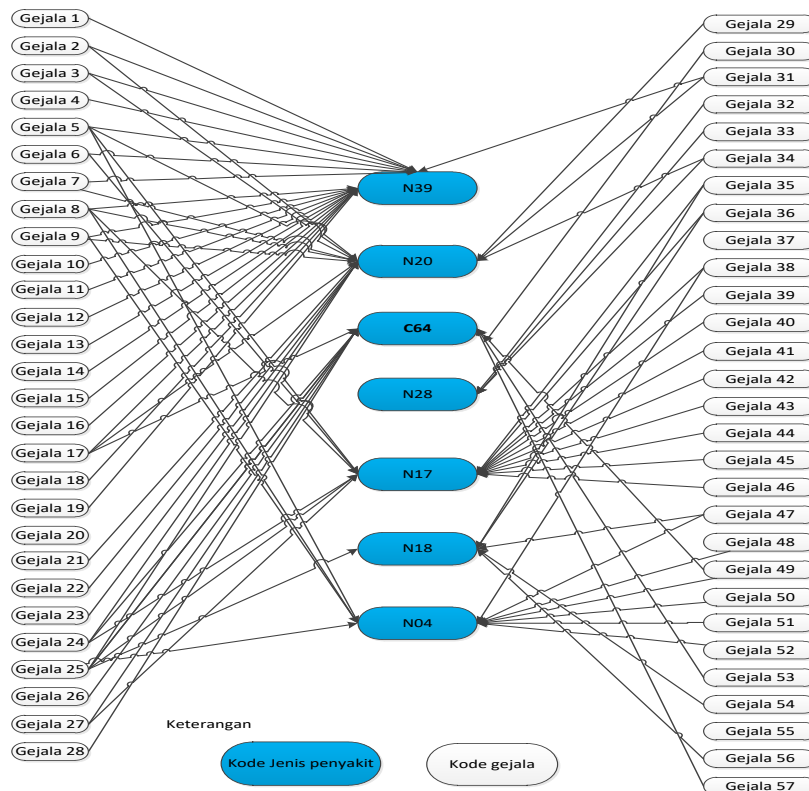 Gejala 1
Gejala 2
Gejala 3
Gejala 4
Gejala 5
Gejala 6
Gejala 7
Gejala 8
Gejala 9
Gejala 10
Gejala 11
Gejala 12
Gejala 13
Gejala 14
Gejala 15
Gejala 16
Gejala 17
Gejala 18
Gejala 19
Gejala 20
Gejala 21
Gejala 22
Gejala 23
Gejala 24
Gejala 25
Gejala 26
Gejala 27
Gejala 28
N39
N20
C64
N28
N17
N18
N04
Gejala 29
Gejala 30
Gejala 31
Gejala 32
Gejala 33
Gejala 34
Gejala 35
Gejala 36
Gejala 37
Gejala 38
Gejala 39
Gejala 40
Gejala 41
Gejala 42
Gejala 43
Gejala 44
Gejala 45
Gejala 46
Gejala 47
Gejala 48
Gejala 49
Gejala 50
Gejala 51
Gejala 52
Gejala 53
Gejala 54
Gejala 55
Gejala 56
Gejala 57
Keterangan
Kode Jenis penyakit
Kode gejala